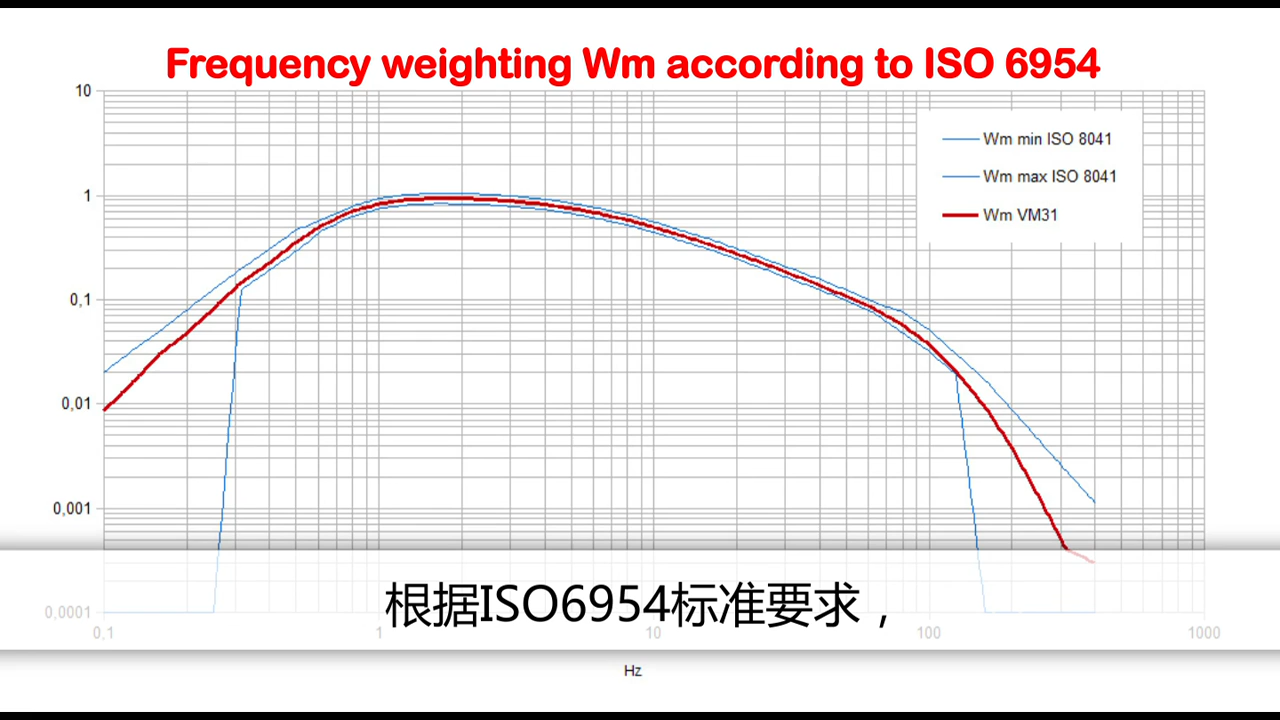 Frequency weighting Wm according to ISO 6954
10
Wm min ISO 8041
Wm max ISO 8041
1
Wm VM31
0,1
0,01
0,001
0,0001
根据ISO6954标准要求，
0,1 1 10 100 1000
Hz